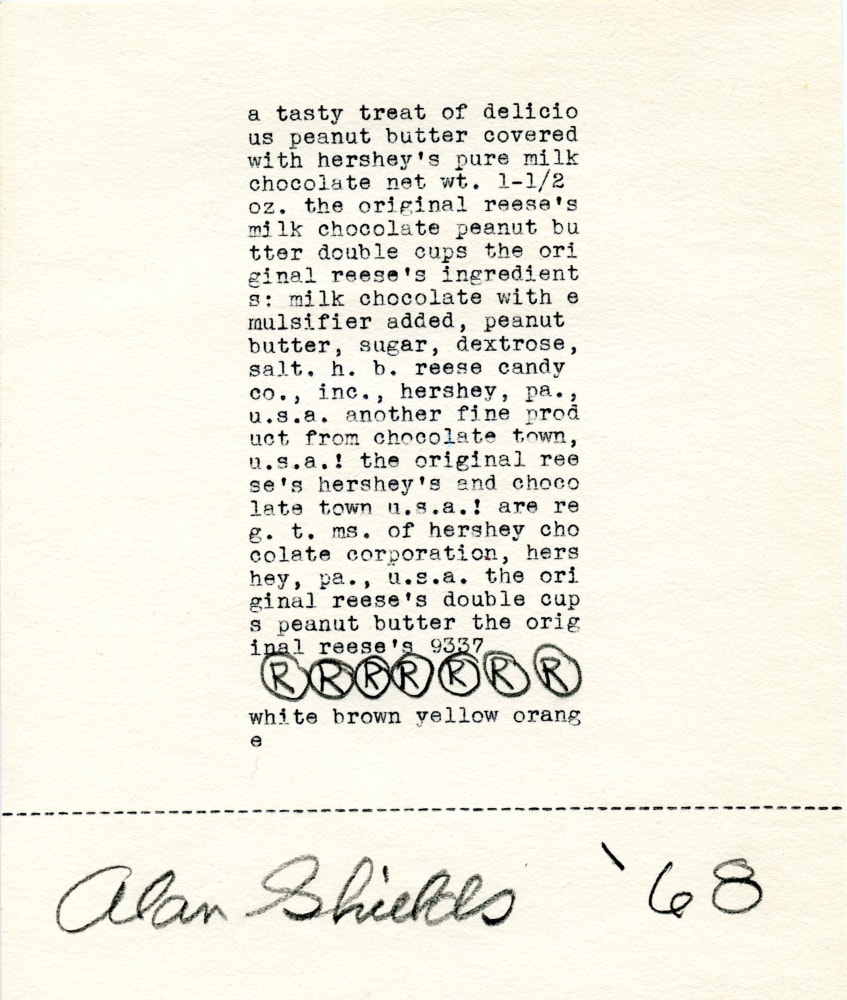 a tasty treat of delicio
us peanut butter covered
with hershey's pure milk
chocolate net wt. 1-1/2
oz. the original reese's
milk chocolate peanut bu
tter double cups the ori
ginal reese's ingredient
s: milk chocolate with e
mulsifier added, peanut
butter, sugar, dextrose,
salt. h. b. reese candy
co., inc., hershey, pa.,
u.s.a. another fine prod
uct from chocolate town,
u.s.a.! the original ree
se's hershey's and choco
late town u.s.a.! are re
g. t. ms. of hershey cho
colate corporation, hers
hey, pa., u.s.a. the ori
ginal reese's double cup
s peanut butter the orig
inal reese's 9337
Ⓡ Ⓡ Ⓡ Ⓡ Ⓡ Ⓡ Ⓡ
white brown yellow orang
e
Alan Shields '68